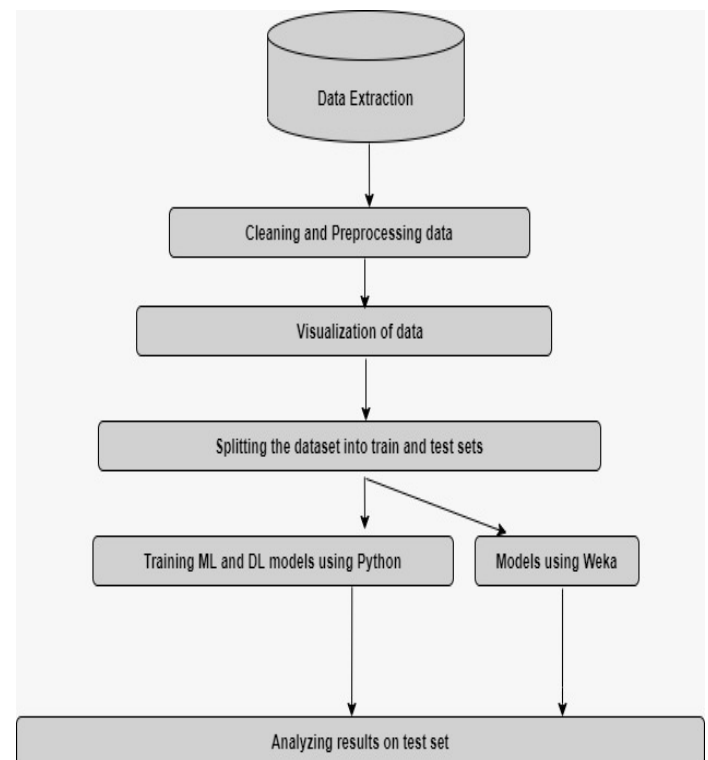 Data Extraction
Cleaning and Preprocessing data
Visualization of data
Splitting the dataset into train and test sets
Training ML and DL models using Python
Models using Weka
Analyzing results on test set